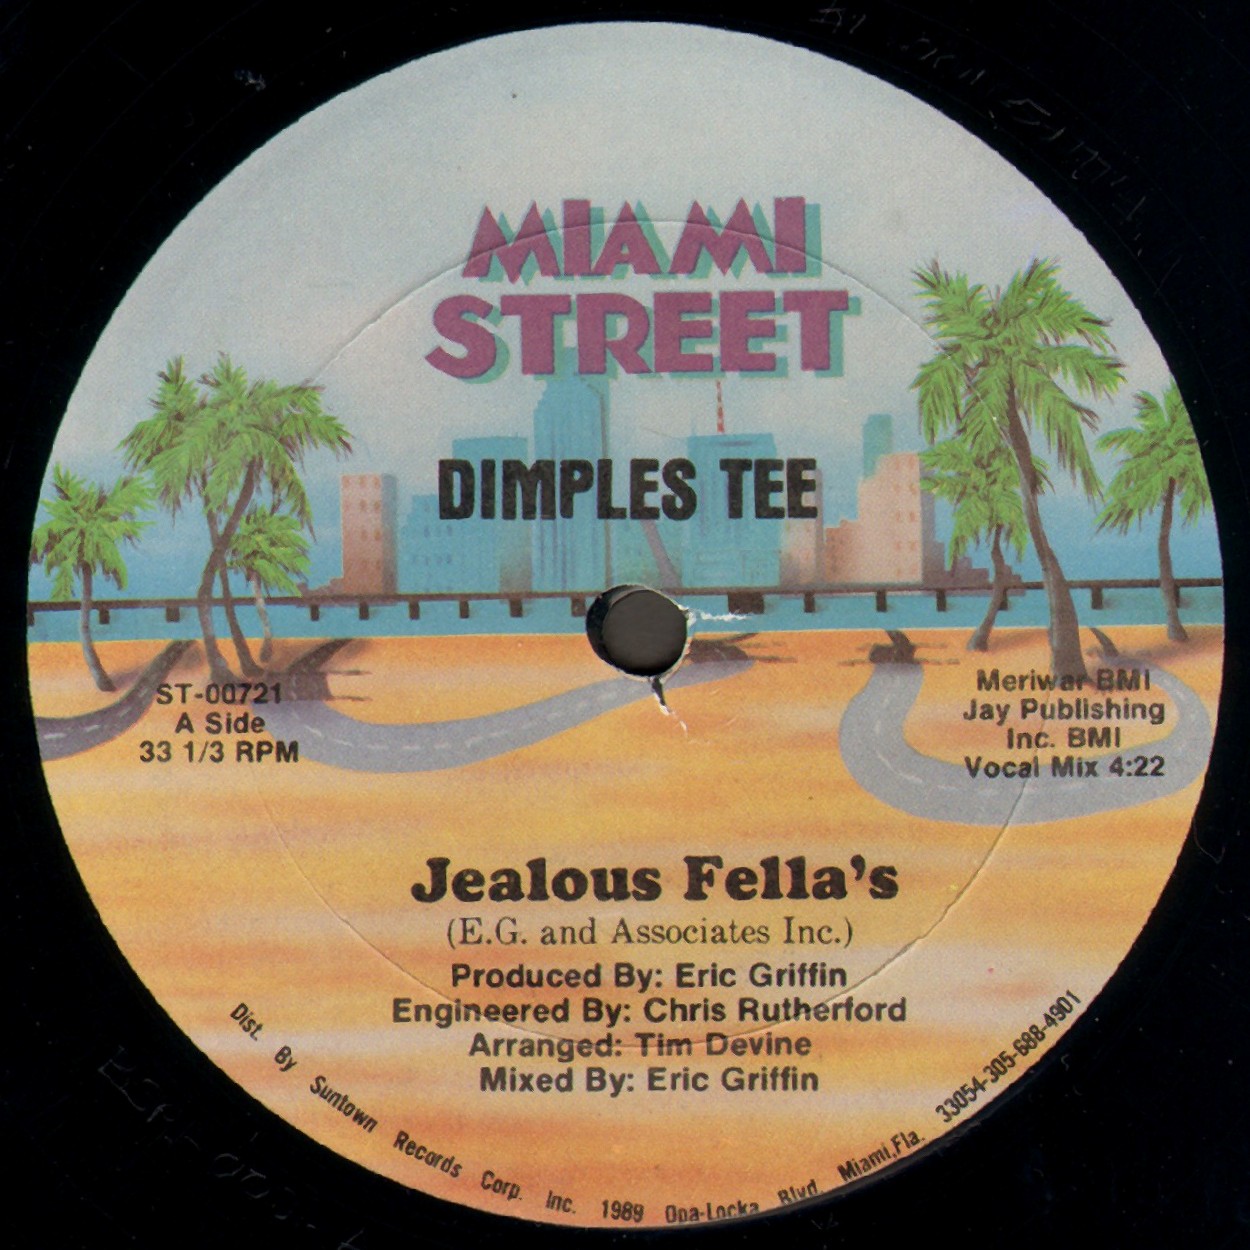 MIAMI
STREET
DIMPLES TEE
ST-00721
A Side
33 1/3 RPM
Meriwar BMI
Jay Publishing
Inc. BMI
Vocal Mix 4:22
Jealous Fella's
(E.G. and Associates Inc.)
Produced By: Eric Griffin
Engineered By: Chris Rutherford
Arranged: Tim Devine
Mixed By: Eric Griffin
Dist. By Suntown Records Corp. Inc. 1989 Opa-Locka Blvd. Miami,Fla. 33054-305-688-4901